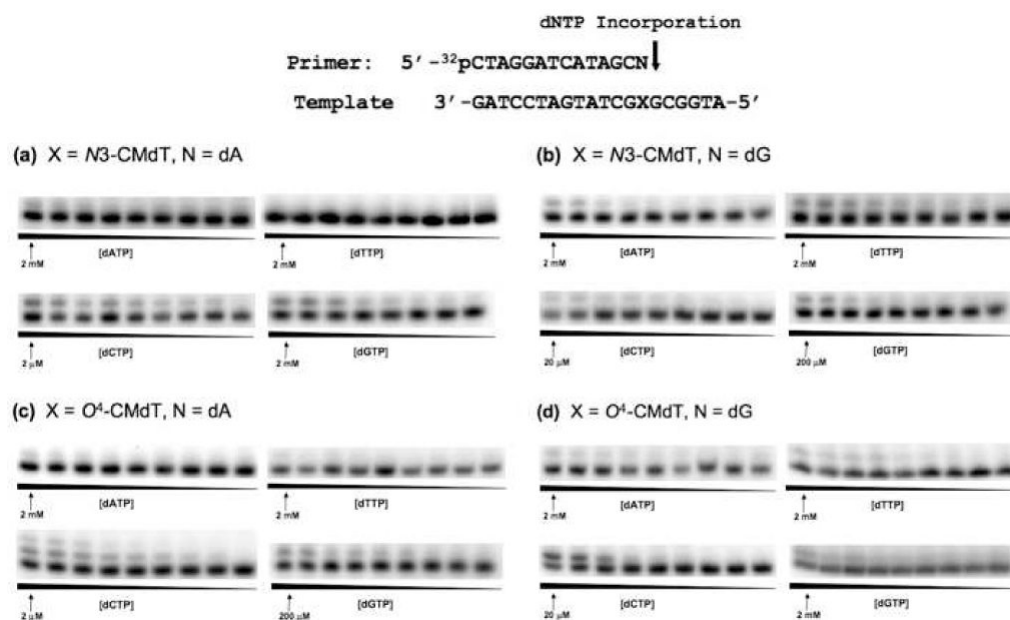 dNTP Incorporation
Primer: 5′-³²pCTAGGATCATAGCN
Template 3′-GATCCTAGTATCGXGCGGTA-5′
(a) X = N3-CMdT, N = dA
2 mM [dATP]
2 mM [dTTP]
2 μM [dCTP]
2 mM [dGTP]
(b) X = N3-CMdT, N = dG
2 mM [dATP]
2 mM [dTTP]
20 μM [dCTP]
200 μM [dGTP]
(c) X = O⁴-CMdT, N = dA
2 mM [dATP]
2 mM [dTTP]
2 μM [dCTP]
200 μM [dGTP]
(d) X = O⁴-CMdT, N = dG
2 mM [dATP]
2 mM [dTTP]
20 μM [dCTP]
2 mM [dGTP]